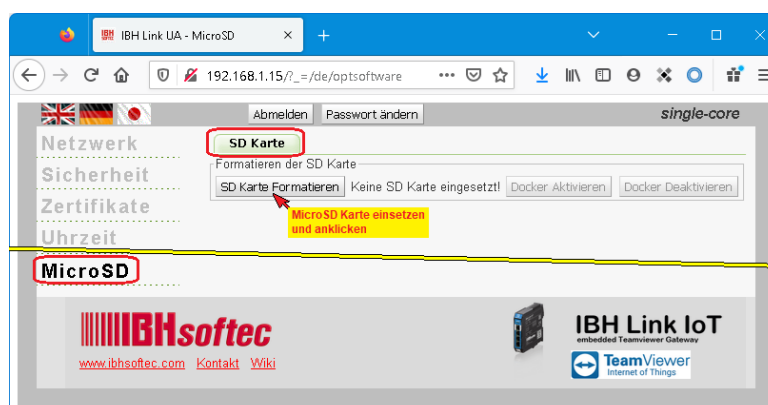 IBH Link UA - MicroSD
192.168.1.15/?_=/de/optsoftware
Abmelden Passwort ändern single-core
Netzwerk
Sicherheit
Zertifikate
Uhrzeit
MicroSD
SD Karte
Formatieren der SD Karte
SD Karte Formatieren Keine SD Karte eingesetzt! Docker Aktivieren Docker Deaktivieren
MicroSD Karte einsetzen
und anklicken
IBHsoftec
www.ibhsoftec.com Kontakt Wiki
IBH Link IoT
embedded Teamviewer Gateway
TeamViewer
Internet of Things